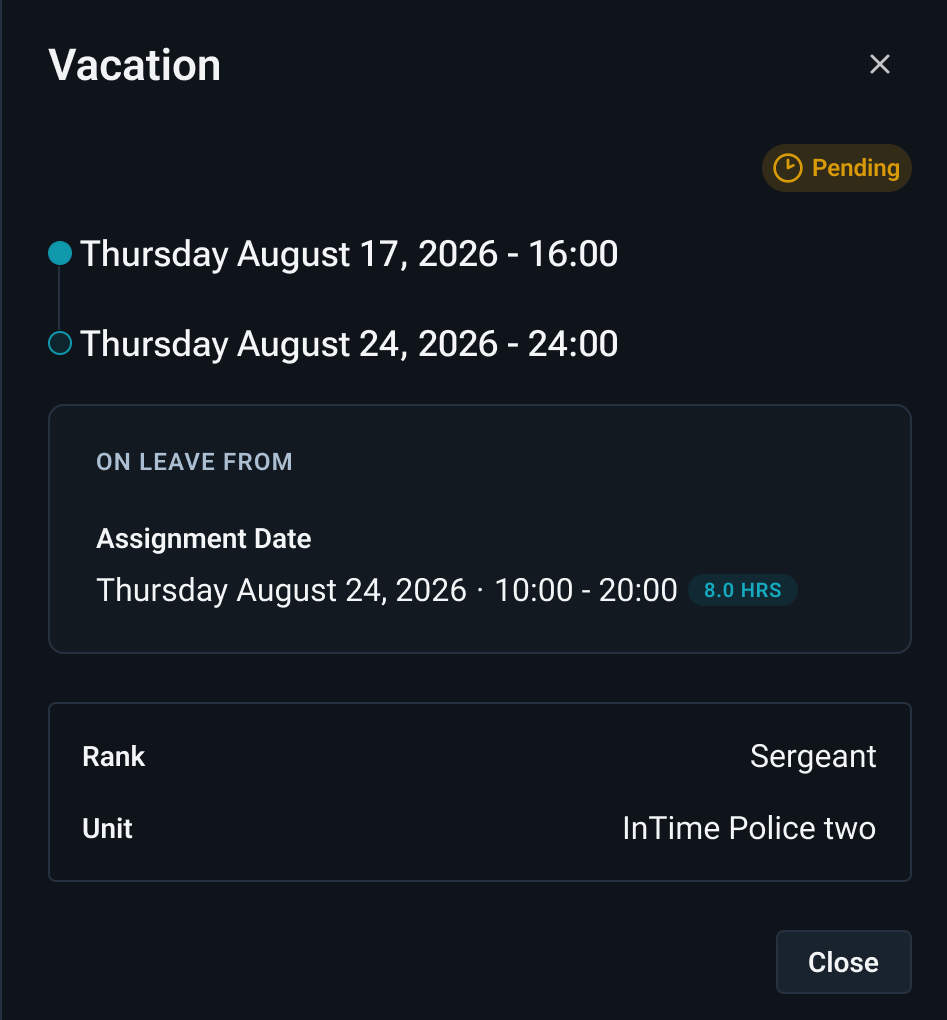 Vacation
Pending
Thursday August 17, 2026 - 16:00
Thursday August 24, 2026 - 24:00
ON LEAVE FROM
Assignment Date
Thursday August 24, 2026 · 10:00 - 20:00 8.0 HRS
Rank Sergeant
Unit InTime Police two
Close